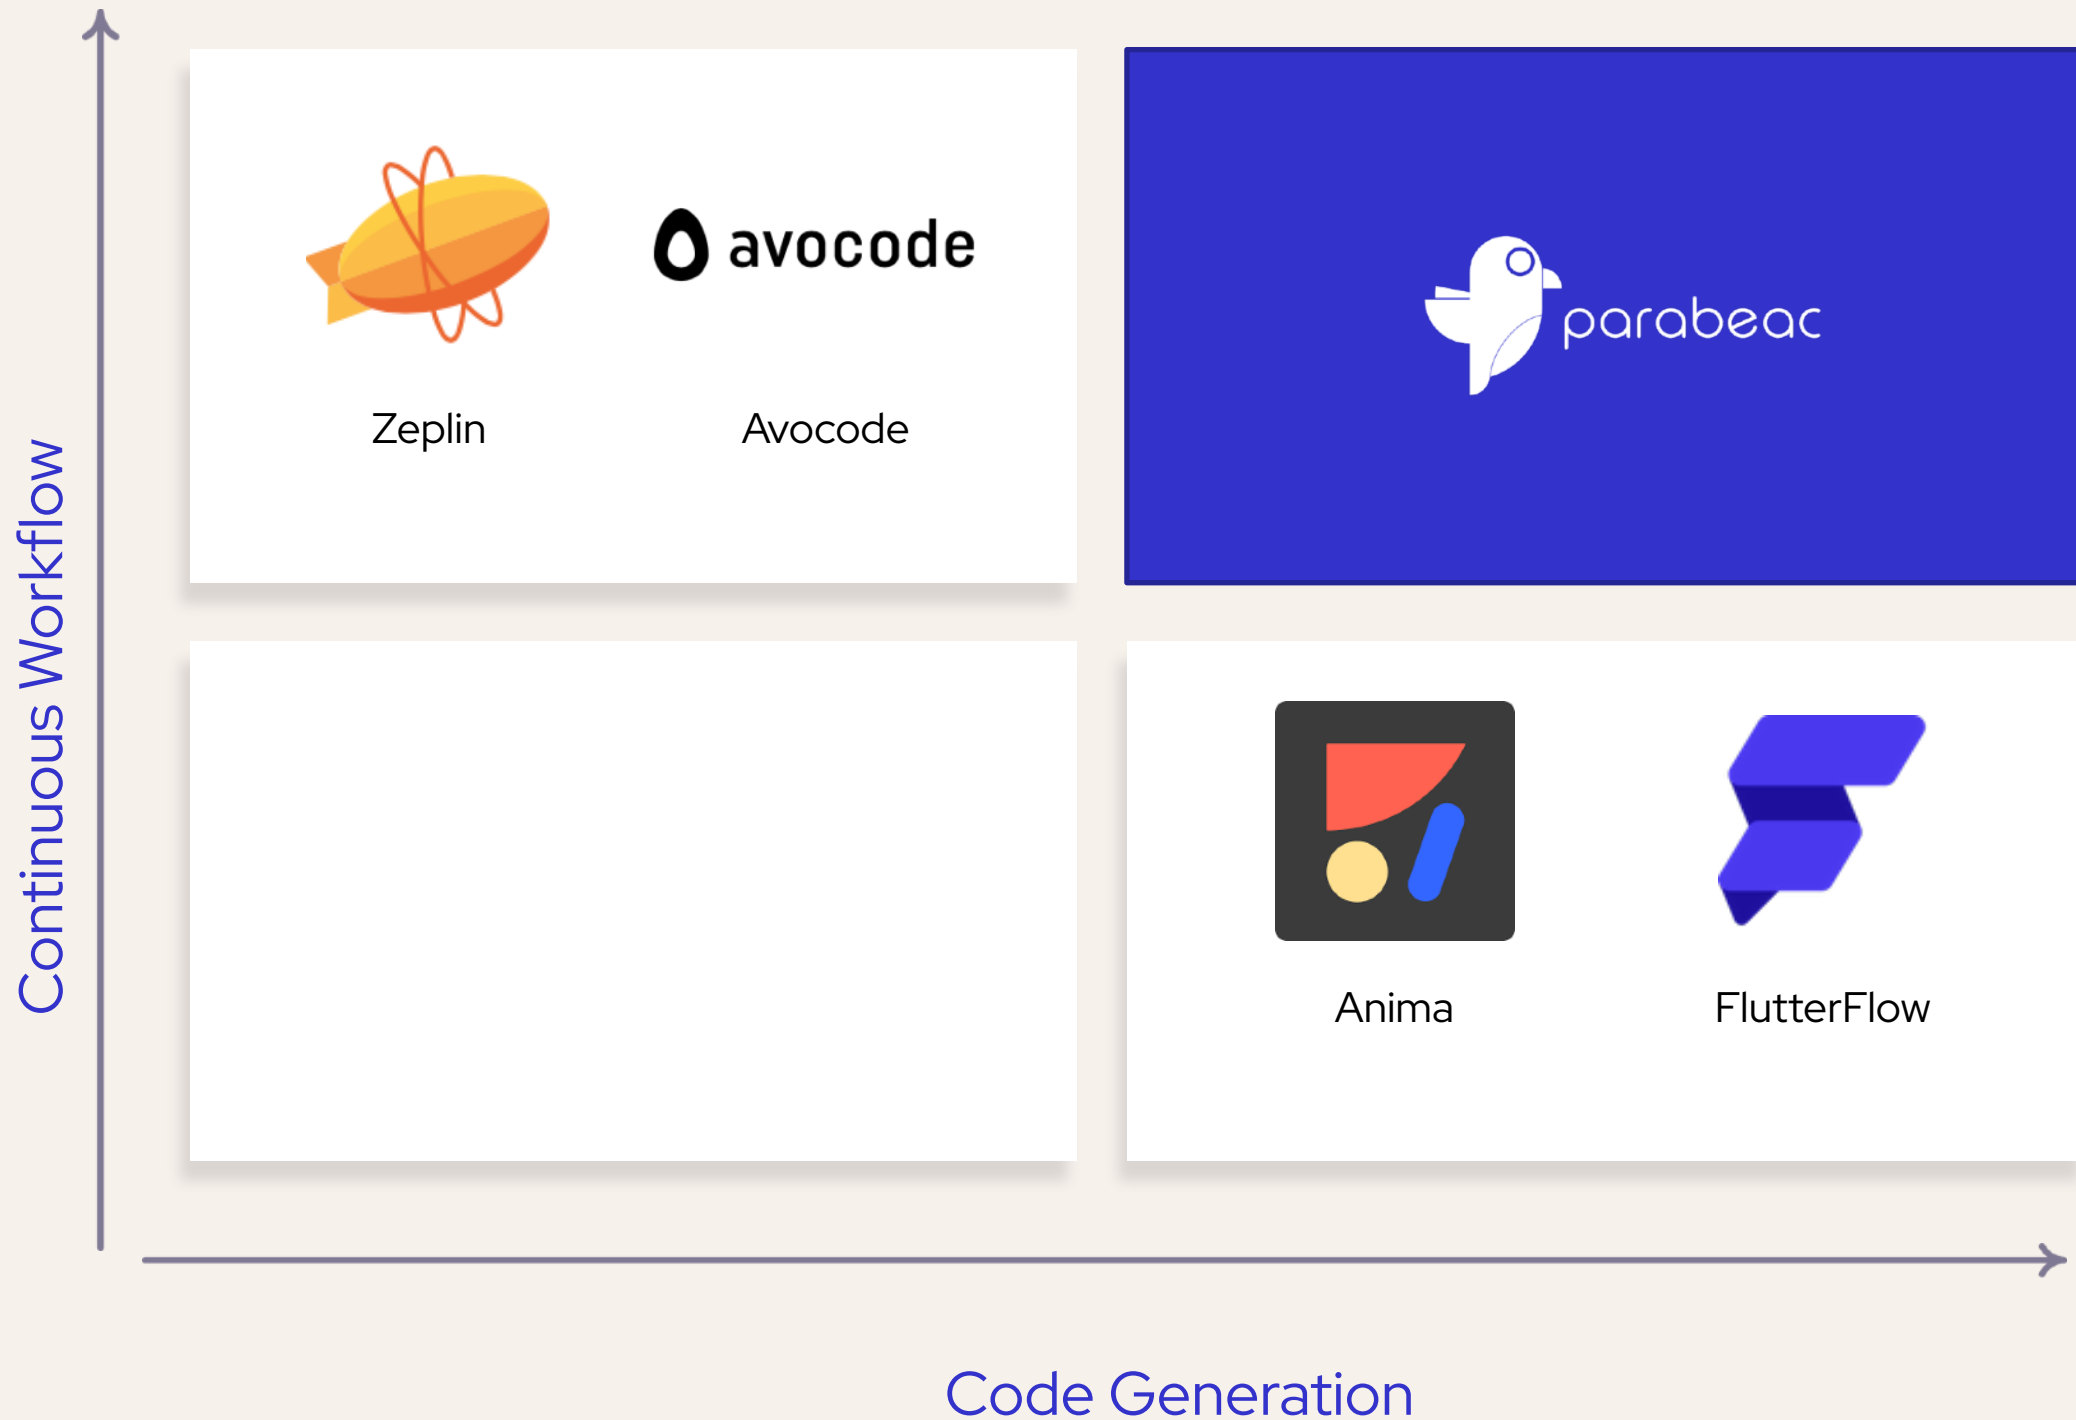 avocode
parabeac
Zeplin
Avocode
Continuous Workflow
Anima
FlutterFlow
Code Generation